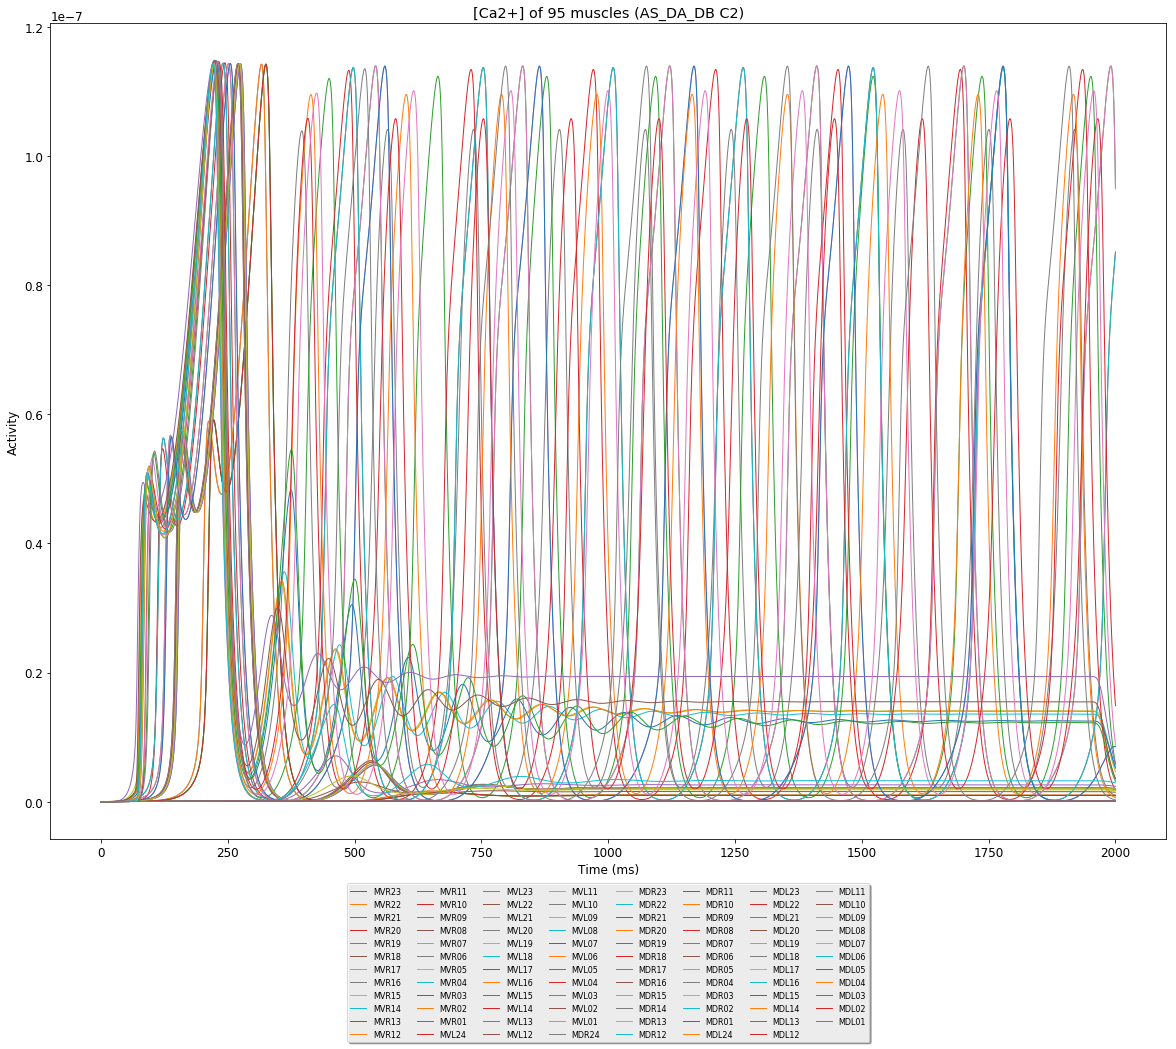 [Ca2+] of 95 muscles (AS_DA_DB C2)
1e−7
1.2
1.0
0.8
0.6
0.4
0.2
0.0
Activity
0 250 500 750 1000 1250 1500 1750 2000
Time (ms)
MVR23 MVR11 MVL23 MVL11 MDR23 MDR11 MDL23 MDL11
MVR22 MVR10 MVL22 MVL10 MDR22 MDR10 MDL22 MDL10
MVR21 MVR09 MVL21 MVL09 MDR21 MDR09 MDL21 MDL09
MVR20 MVR08 MVL20 MVL08 MDR20 MDR08 MDL20 MDL08
MVR19 MVR07 MVL19 MVL07 MDR19 MDR07 MDL19 MDL07
MVR18 MVR06 MVL18 MVL06 MDR18 MDR06 MDL18 MDL06
MVR17 MVR05 MVL17 MVL05 MDR17 MDR05 MDL17 MDL05
MVR16 MVR04 MVL16 MVL04 MDR16 MDR04 MDL16 MDL04
MVR15 MVR03 MVL15 MVL03 MDR15 MDR03 MDL15 MDL03
MVR14 MVR02 MVL14 MVL02 MDR14 MDR02 MDL14 MDL02
MVR13 MVR01 MVL13 MVL01 MDR13 MDR01 MDL13 MDL01
MVR12 MVL24 MVL12 MDR24 MDR12 MDL24 MDL12